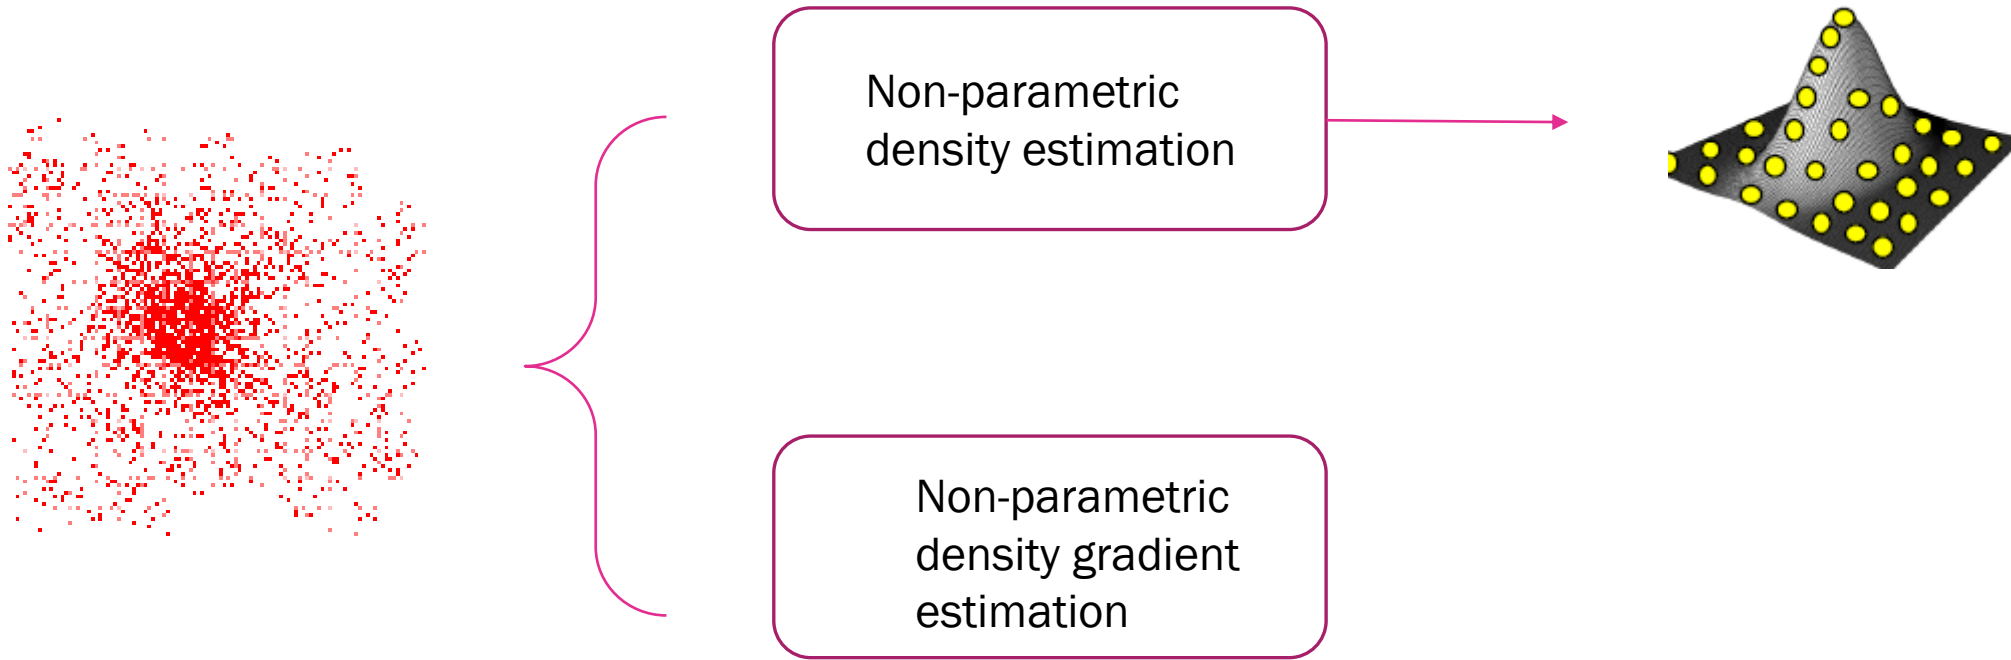 Non-parametric
density estimation
Non-parametric
density gradient
estimation